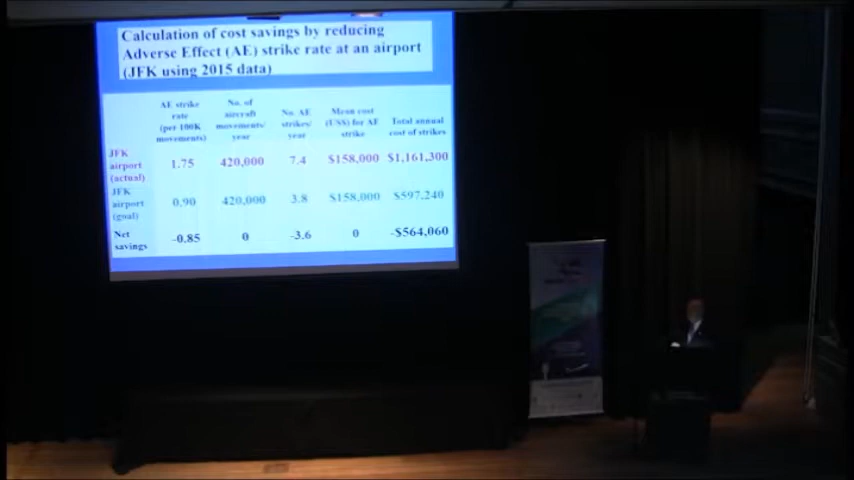 Calculation of cost savings by reducing
Adverse Effect (AE) strike rate at an airport
(JFK using 2015 data)
AE strike rate (per 100K movements) No. of aircraft movements/ year No. AE strikes/ year Mean cost (US$) for AE strike Total annual cost of strikes
JFK airport (actual) 1.75 420,000 7.4 $158,000 $1,161,300
JFK airport (goal) 0.90 420,000 3.8 $158,000 $597,240
Net savings -0.85 0 -3.6 0 -$564,060